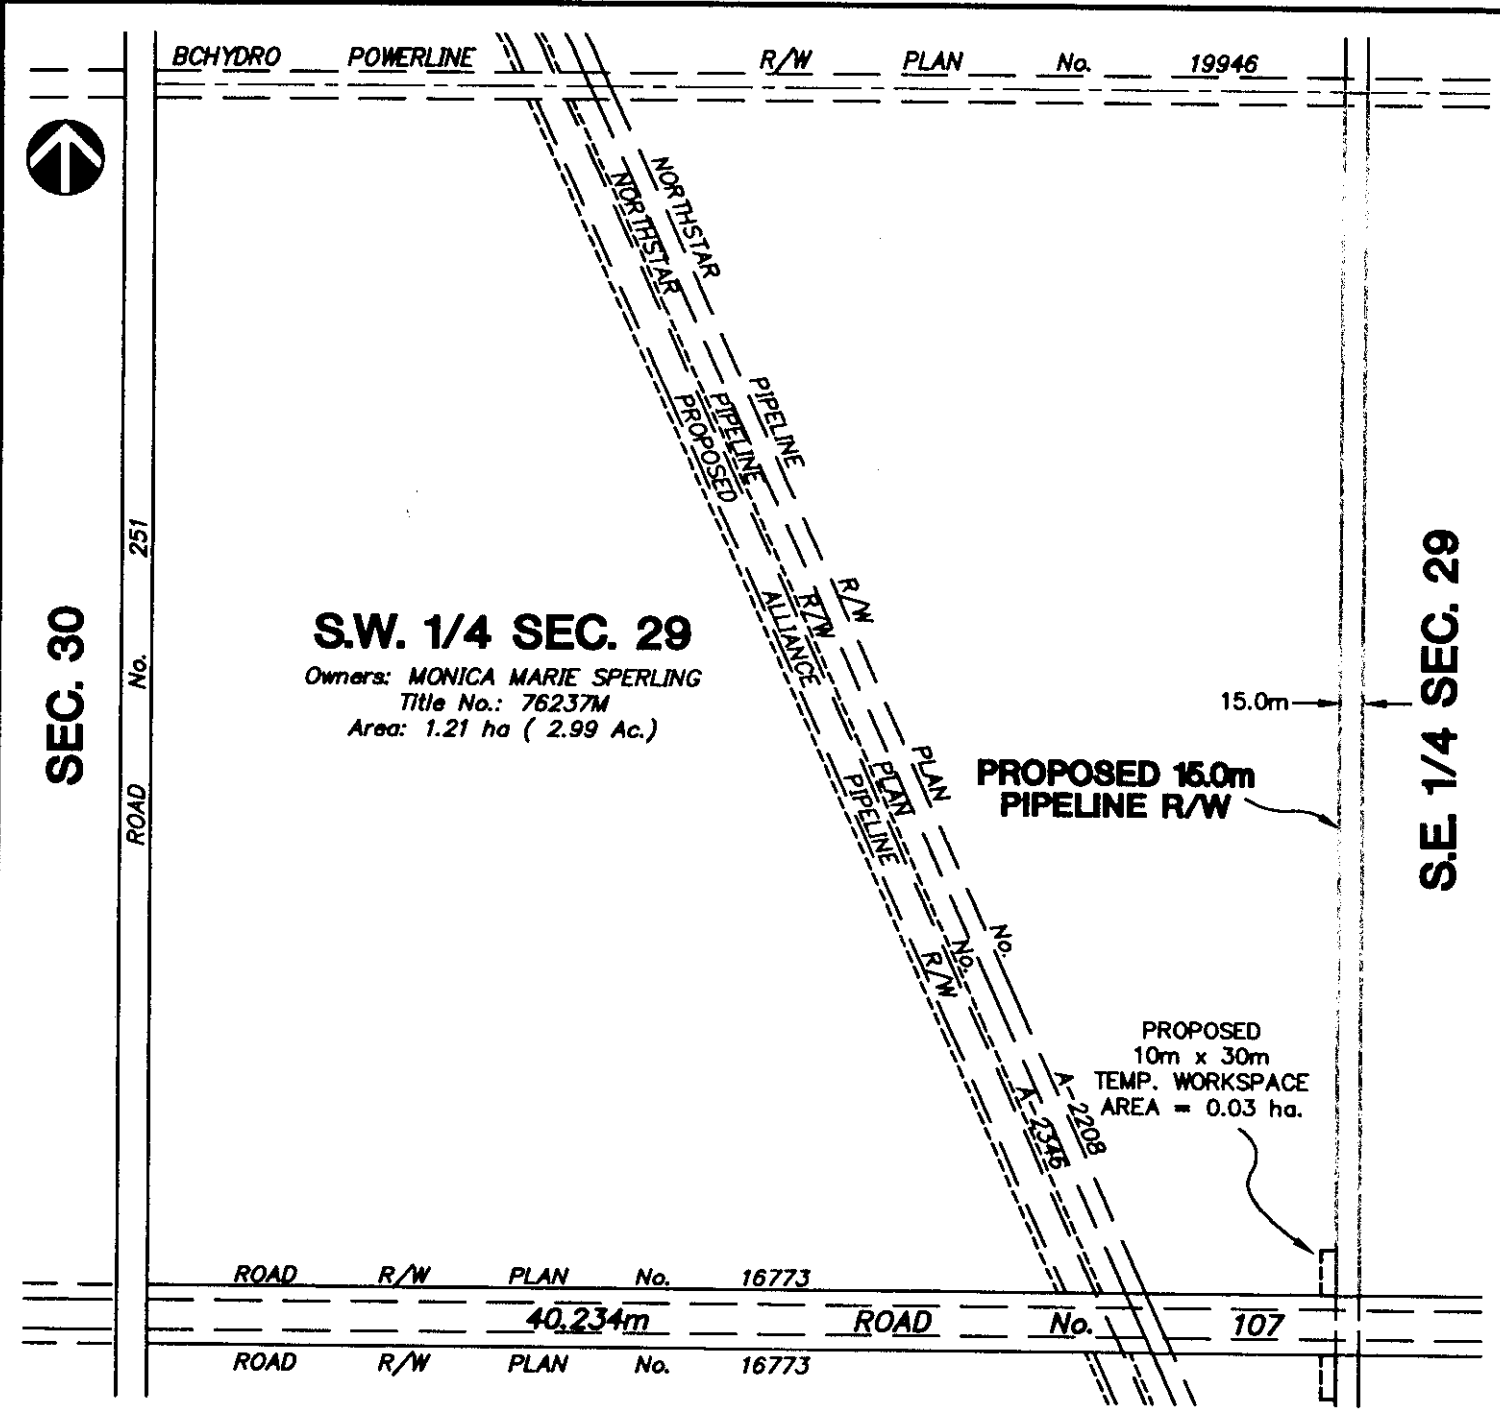 BCHYDRO POWERLINE R/W PLAN No. 19946
NORTHSTAR PIPELINE R/W PLAN No. A-2208
NORTHSTAR PIPELINE R/W PLAN No. A-2346
PROPOSED ALLIANCE PIPELINE R/W
ROAD No. 251
SEC. 30
S.W. 1/4 SEC. 29
Owners: MONICA MARIE SPERLING
Title No.: 76237M
Area: 1.21 ha ( 2.99 Ac.)
15.0m
PROPOSED 15.0m
PIPELINE R/W
S.E. 1/4 SEC. 29
PROPOSED
10m x 30m
TEMP. WORKSPACE
AREA = 0.03 ha.
ROAD R/W PLAN No. 16773
40.234m ROAD No. 107
ROAD R/W PLAN No. 16773